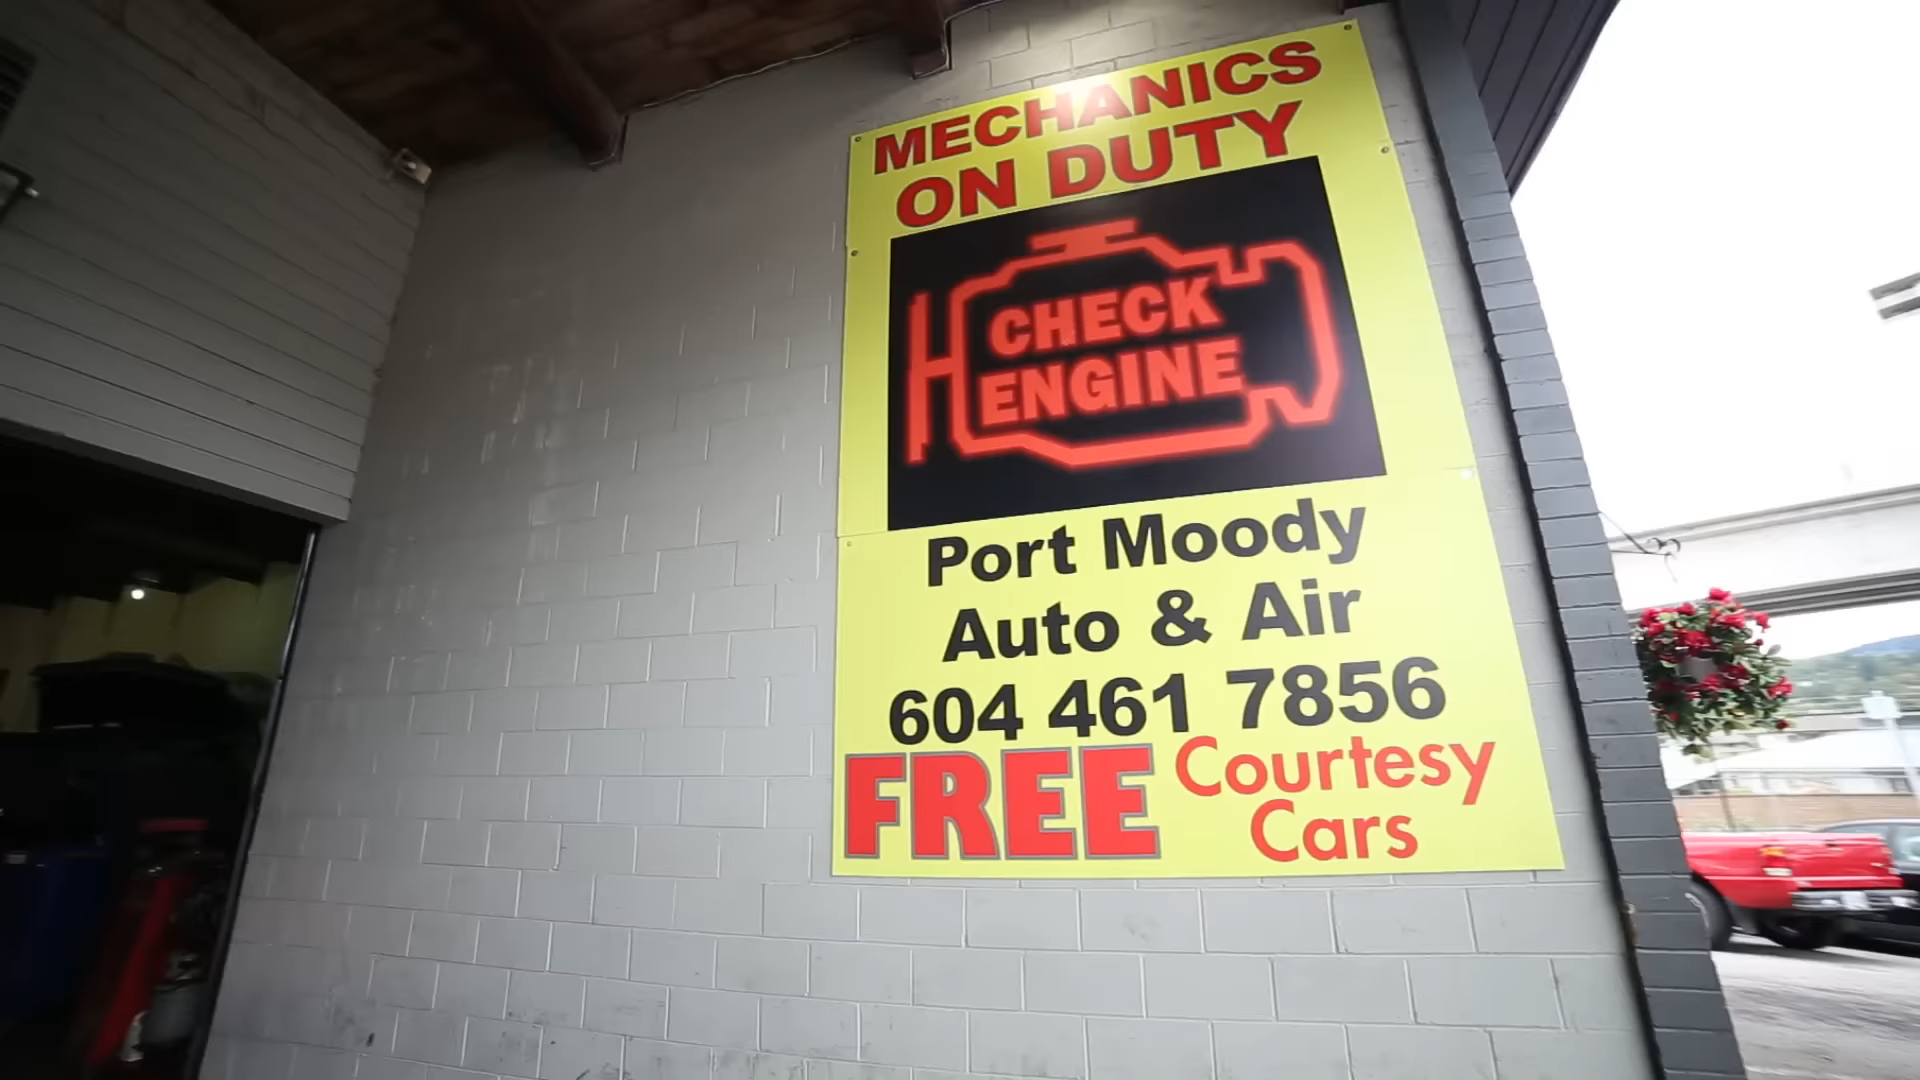 MECHANICS
ON DUTY
CHECK
ENGINE
Port Moody
Auto & Air
604 461 7856
FREE Courtesy
Cars